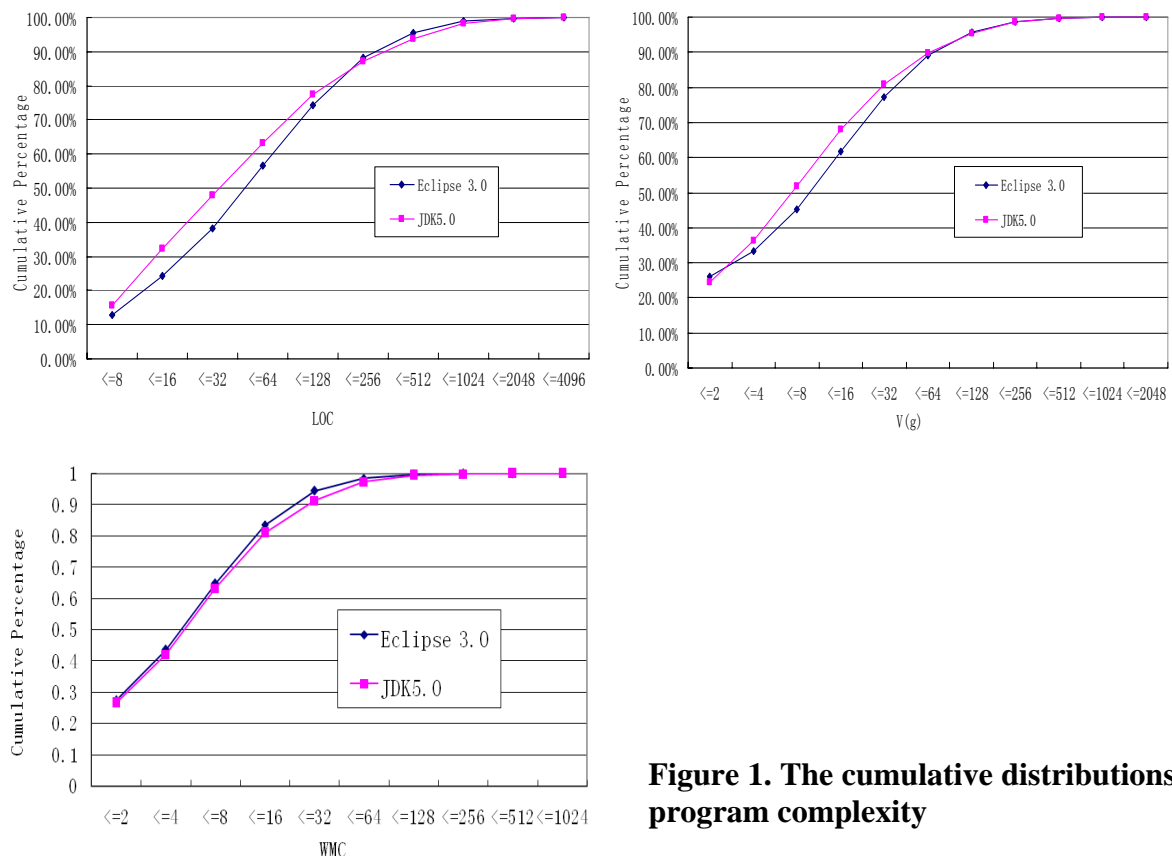 100.00%
90.00%
80.00%
70.00%
60.00%
50.00%
40.00%
30.00%
20.00%
10.00%
0.00%
Cumulative Percentage
Eclipse 3.0
JDK5.0
<=8 <=16 <=32 <=64 <=128 <=256 <=512 <=1024 <=2048 <=4096
LOC
100.00%
90.00%
80.00%
70.00%
60.00%
50.00%
40.00%
30.00%
20.00%
10.00%
0.00%
Cumulative Percentage
Eclipse 3.0
JDK5.0
<=2 <=4 <=8 <=16 <=32 <=64 <=128 <=256 <=512 <=1024 <=2048
V(g)
1
0.9
0.8
0.7
0.6
0.5
0.4
0.3
0.2
0.1
0
Cumulative Percentage
Eclipse 3.0
JDK5.0
<=2 <=4 <=8 <=16 <=32 <=64 <=128 <=256 <=512 <=1024
WMC
Figure 1. The cumulative distributions
program complexity